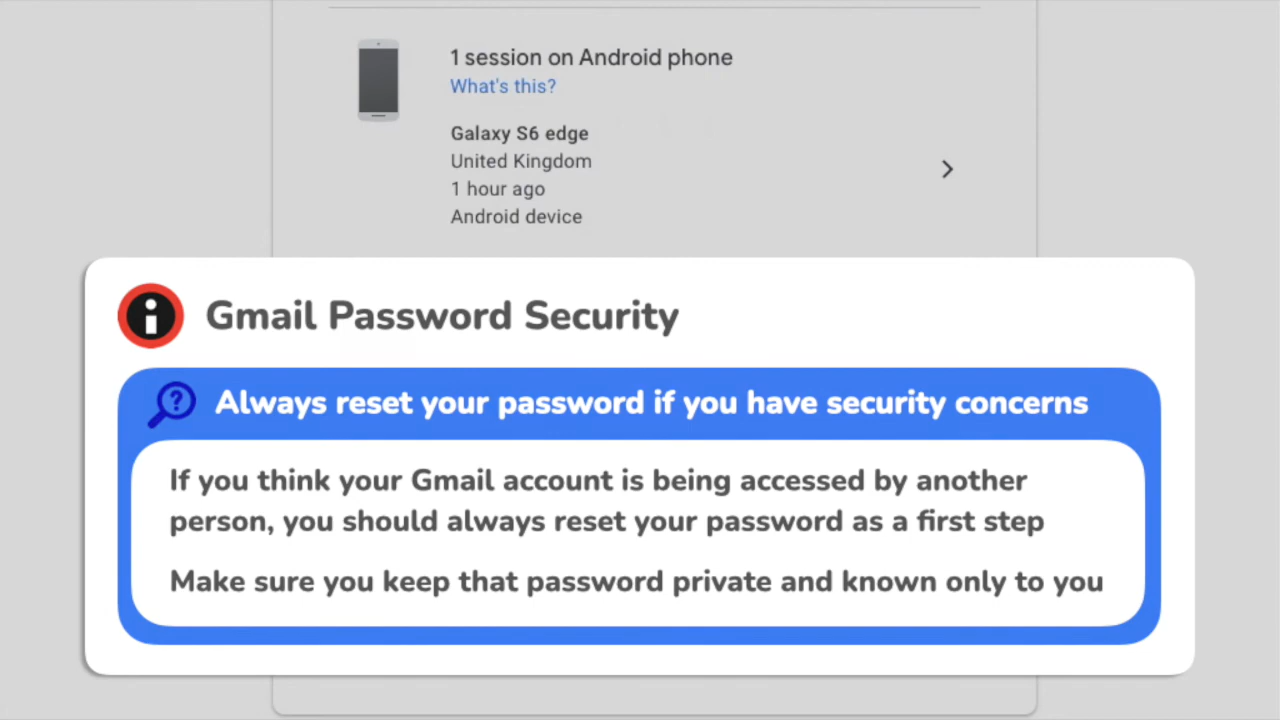 1 session on Android phone
What's this?
Galaxy S6 edge
United Kingdom
1 hour ago
Android device
Gmail Password Security
Always reset your password if you have security concerns
If you think your Gmail account is being accessed by another
person, you should always reset your password as a first step
Make sure you keep that password private and known only to you